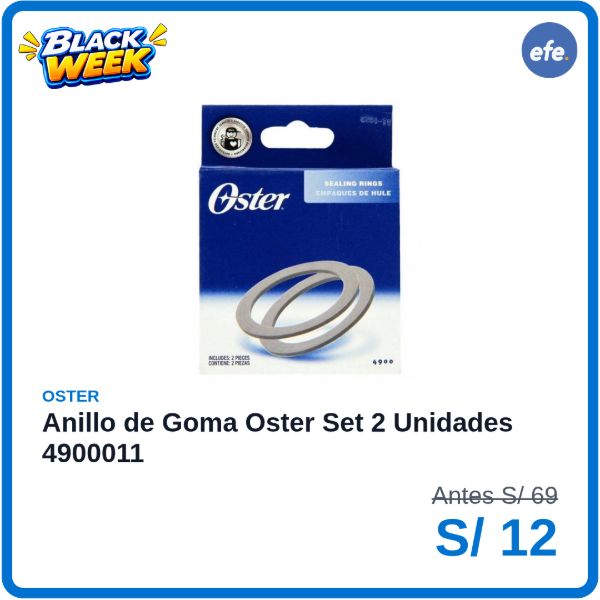 BLACK
WEEK
efe.
SEALING RINGS
EMPAQUES DE HULE
Oster
INCLUDES: 2 PIECES
CONTIENE: 2 PIEZAS
4900
OSTER
Anillo de Goma Oster Set 2 Unidades
4900011
Antes S/ 69
S/ 12